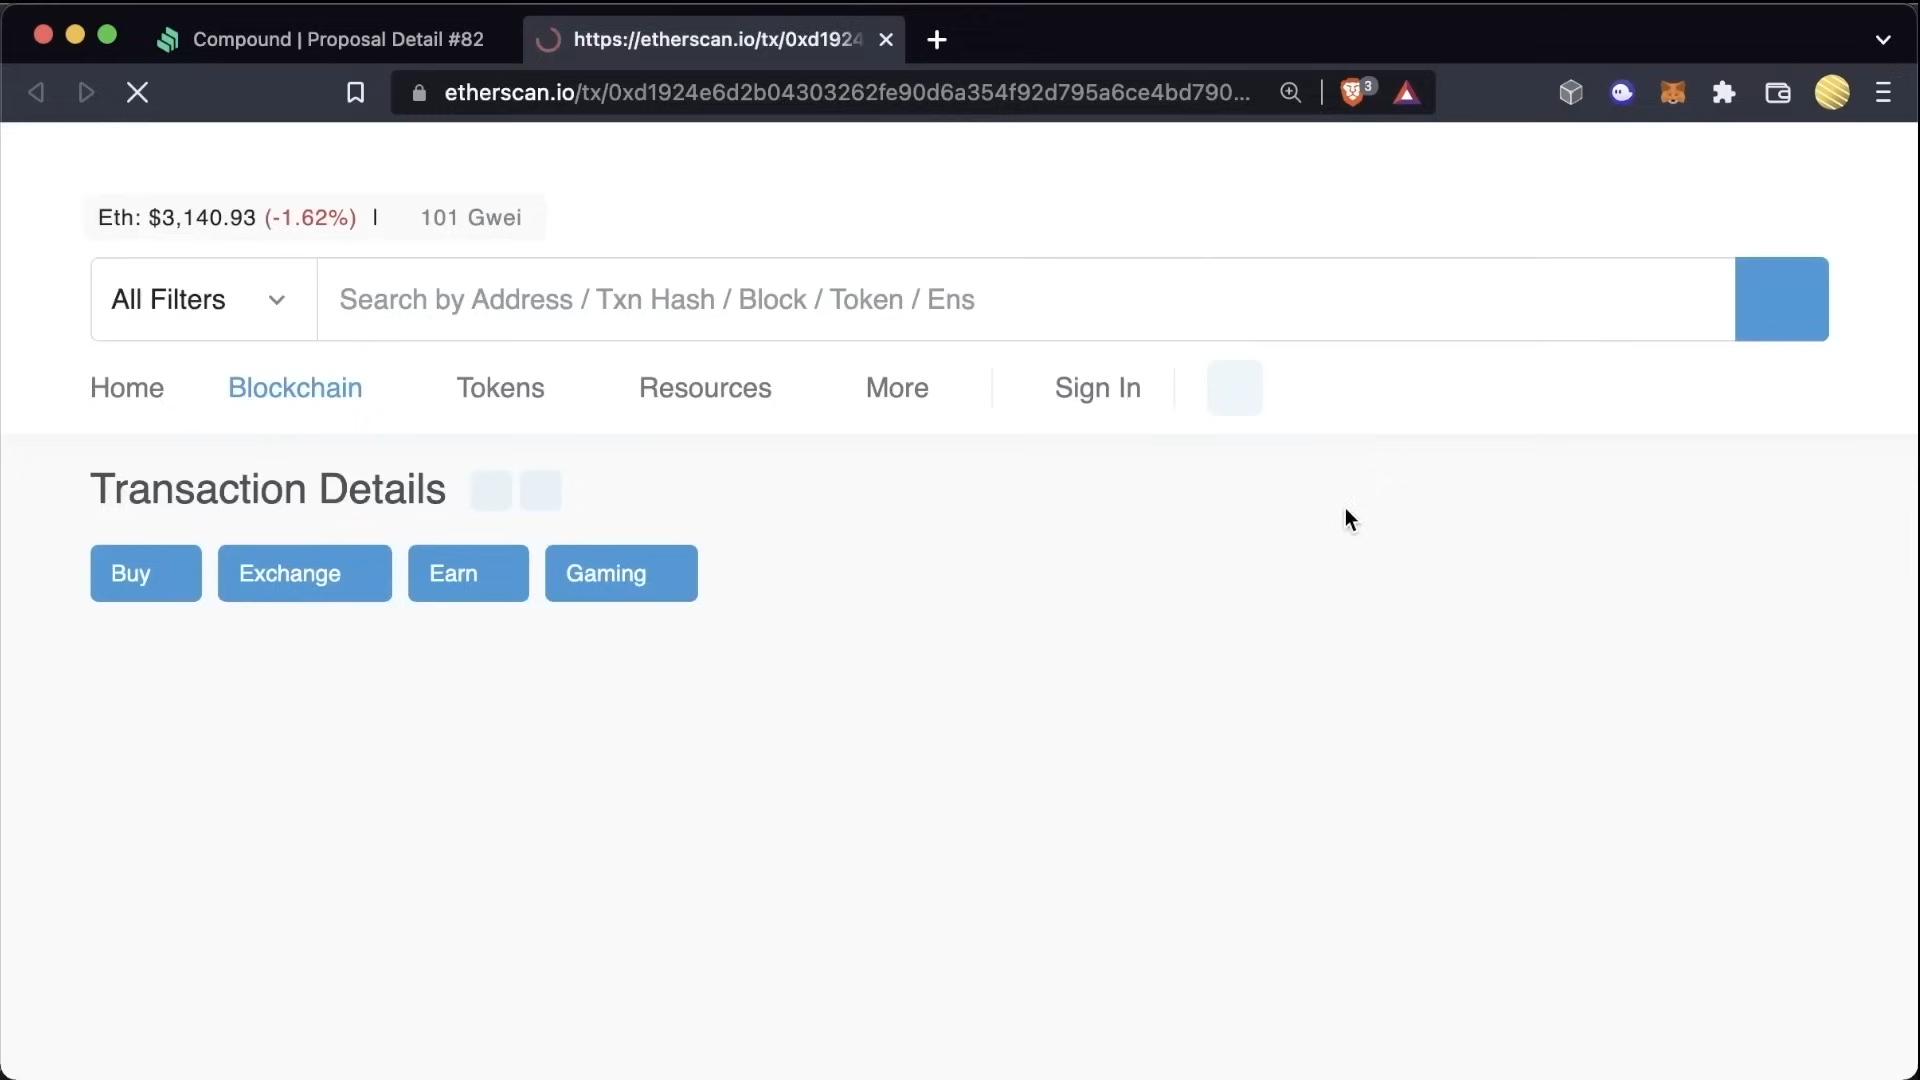 Compound | Proposal Detail #82
https://etherscan.io/tx/0xd1924
etherscan.io/tx/0xd1924e6d2b04303262fe90d6a354f92d795a6ce4bd790...
3
Eth: $3,140.93 (-1.62%) | 101 Gwei
All Filters
Search by Address / Txn Hash / Block / Token / Ens
Home Blockchain Tokens Resources More Sign In
Transaction Details
Buy Exchange Earn Gaming